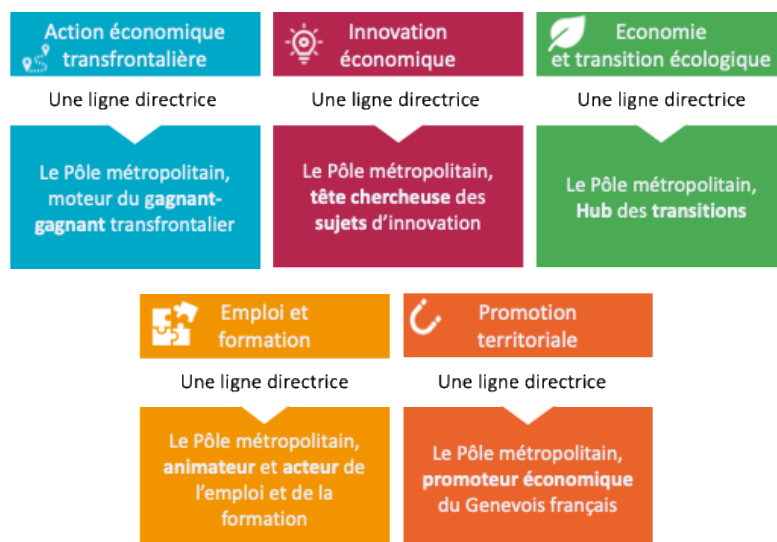 Action économique
transfrontalière
Une ligne directrice
Le Pôle métropolitain,
moteur du gagnant-
gagnant transfrontalier
Innovation
économique
Une ligne directrice
Le Pôle métropolitain,
tête chercheuse des
sujets d'innovation
Economie
et transition écologique
Une ligne directrice
Le Pôle métropolitain,
Hub des transitions
Emploi et
formation
Une ligne directrice
Le Pôle métropolitain,
animateur et acteur de
l'emploi et de la
formation
Promotion
territoriale
Une ligne directrice
Le Pôle métropolitain,
promoteur économique
du Genevois français